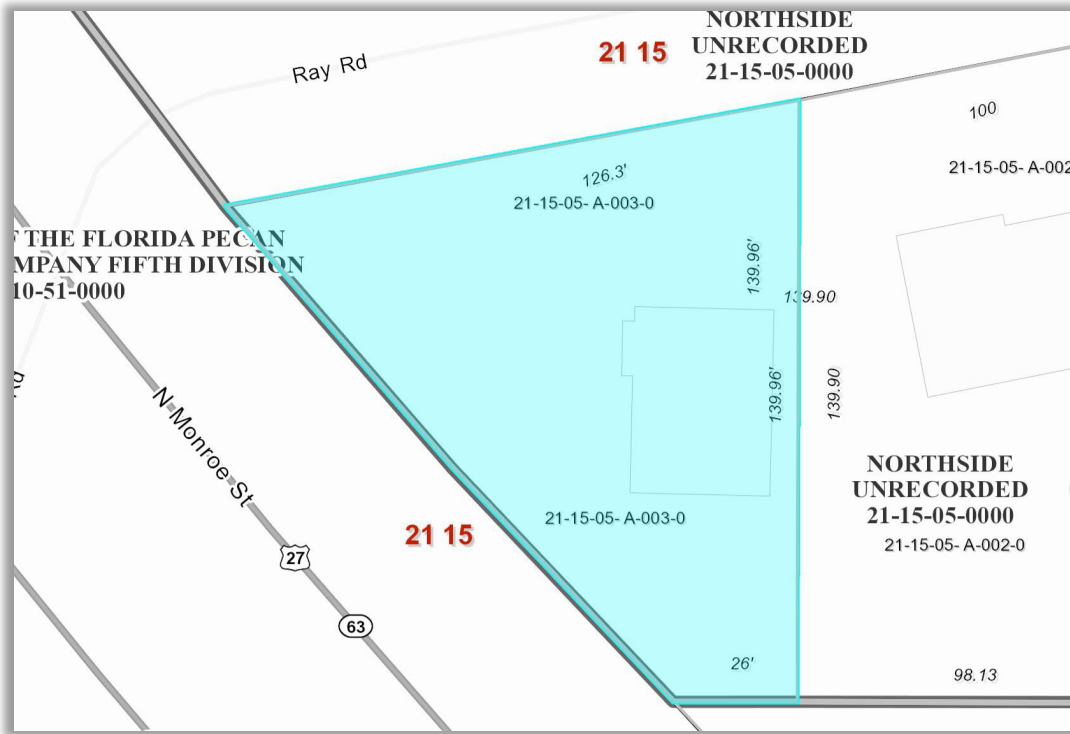 NORTHSIDE
UNRECORDED
21-15-05-0000
21 15
Ray Rd
100
21-15-05- A-002
126.3'
21-15-05- A-003-0
THE FLORIDA PECAN
MPANY FIFTH DIVISION
10-51-0000
139.96'
139.90
139.96'
139.90
Rd
N Monroe St
NORTHSIDE
UNRECORDED
21-15-05-0000
21-15-05- A-002-0
21-15-05- A-003-0
21 15
27
63
26'
98.13